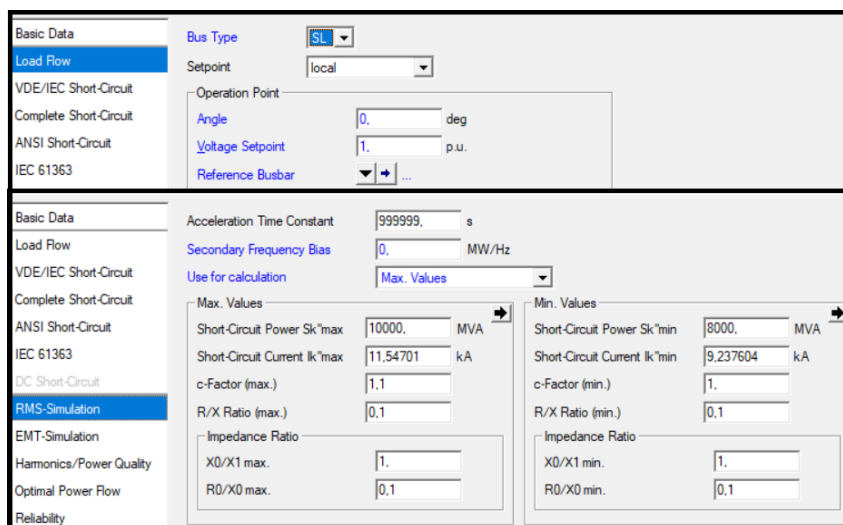 Basic Data
Load Flow
VDE/IEC Short-Circuit
Complete Short-Circuit
ANSI Short-Circuit
IEC 61363
Bus Type SL
Setpoint local
Operation Point
Angle 0, deg
Voltage Setpoint 1, p.u.
Reference Busbar ...
Basic Data
Load Flow
VDE/IEC Short-Circuit
Complete Short-Circuit
ANSI Short-Circuit
IEC 61363
DC Short-Circuit
RMS-Simulation
EMT-Simulation
Harmonics/Power Quality
Optimal Power Flow
Reliability
Acceleration Time Constant 999999, s
Secondary Frequency Bias 0, MW/Hz
Use for calculation Max. Values
Max. Values
Short-Circuit Power Sk"max 10000, MVA
Short-Circuit Current Ik"max 11,54701 kA
c-Factor (max.) 1,1
R/X Ratio (max.) 0,1
Impedance Ratio
X0/X1 max. 1,
R0/X0 max. 0,1
Min. Values
Short-Circuit Power Sk"min 8000, MVA
Short-Circuit Current Ik"min 9,237604 kA
c-Factor (min.) 1,
R/X Ratio (min.) 0,1
Impedance Ratio
X0/X1 min. 1,
R0/X0 min. 0,1